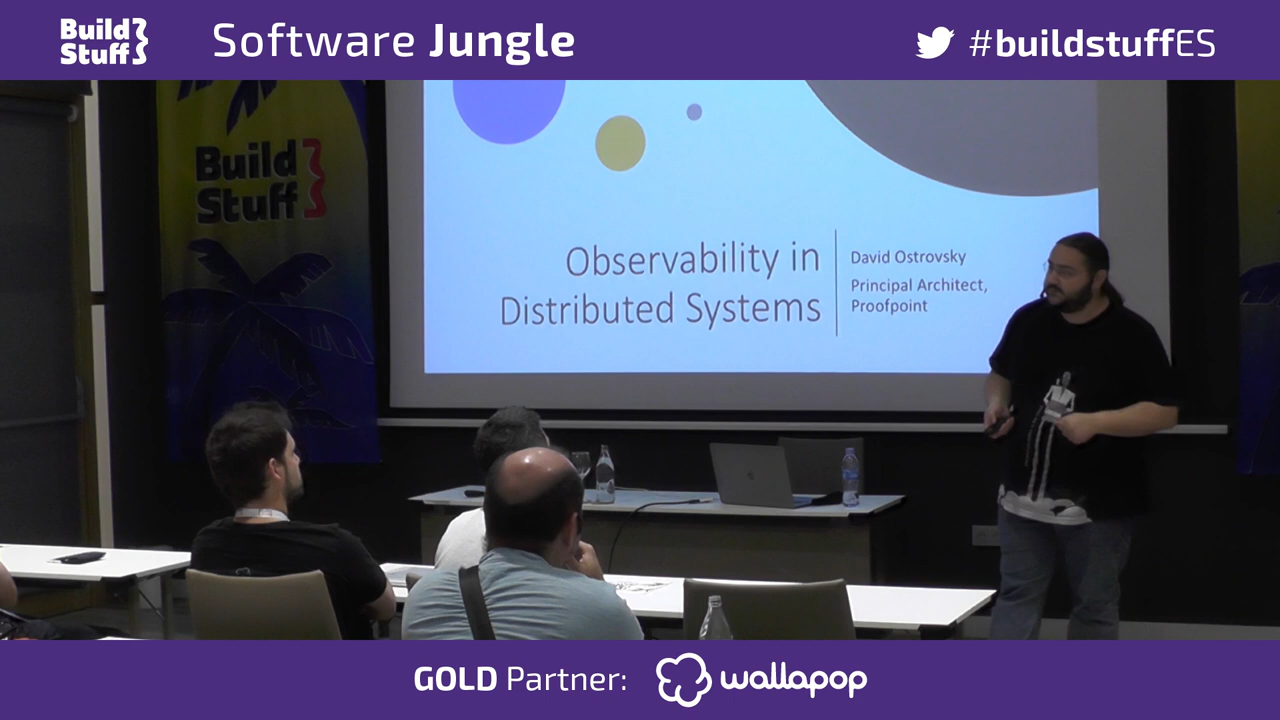 Build
Stuff
Software Jungle
#buildstuffES
Build
Stuff
Observability in
Distributed Systems
David Ostrovsky
Principal Architect,
Proofpoint
GOLD Partner:
wallapop